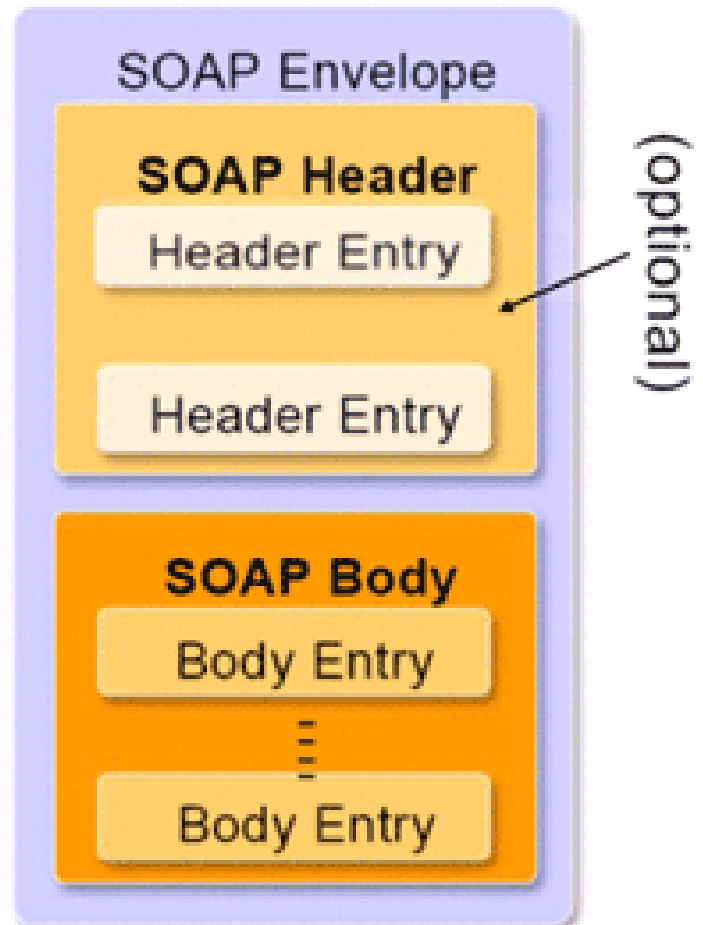 SOAP Envelope
SOAP Header
Header Entry
(optional)
Header Entry
SOAP Body
Body Entry
Body Entry